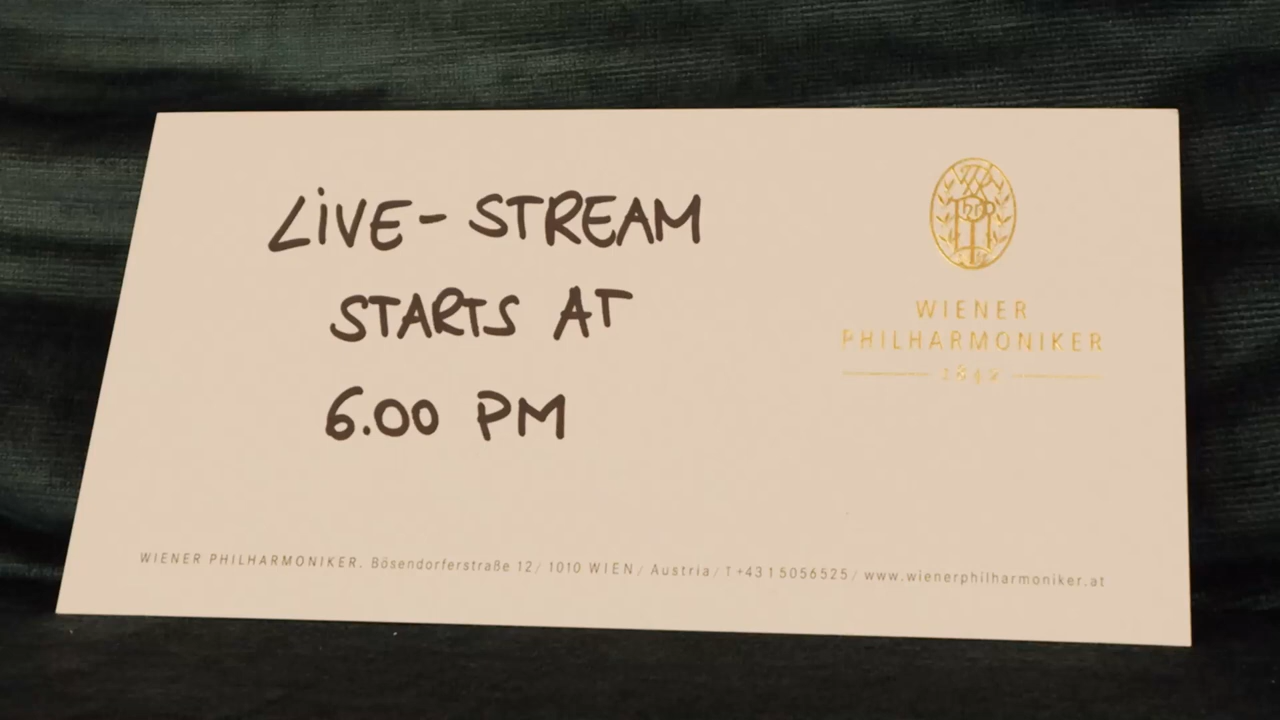 LiVE-STREAM
STARTS AT
6.00 PM
WIENER
PHILHARMONIKER
1842
WIENER PHILHARMONIKER. Bösendorferstraße 12 / 1010 WIEN / Austria / T +43 1 5056525 / www.wienerphilharmoniker.at